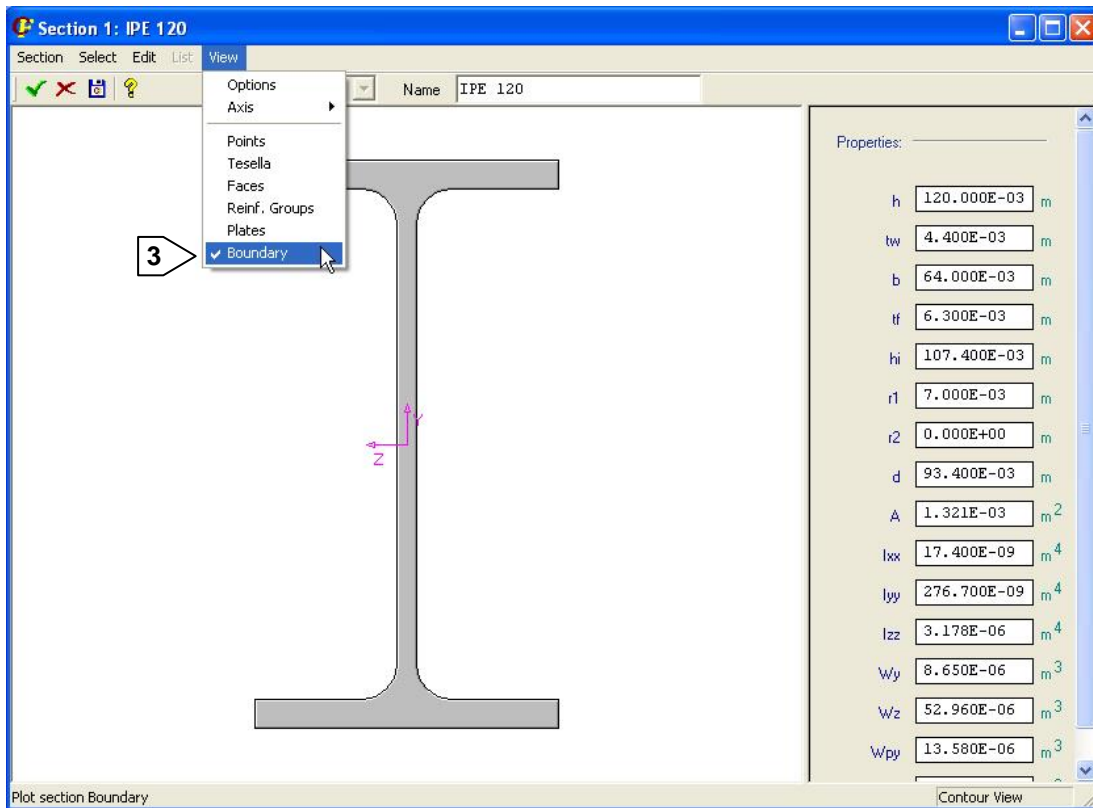 Section 1: IPE 120
Section Select Edit List View
Name IPE 120
Options
Axis
Points
Tesella
Faces
Reinf. Groups
Plates
Boundary
3
Y
Z
Properties:
h 120.000E-03 m
tw 4.400E-03 m
b 64.000E-03 m
tf 6.300E-03 m
hi 107.400E-03 m
r1 7.000E-03 m
r2 0.000E+00 m
d 93.400E-03 m
A 1.321E-03 m2
Ixx 17.400E-09 m4
Iyy 276.700E-09 m4
Izz 3.178E-06 m4
Wy 8.650E-06 m3
Wz 52.960E-06 m3
Wpy 13.580E-06 m3
Plot section Boundary
Contour View